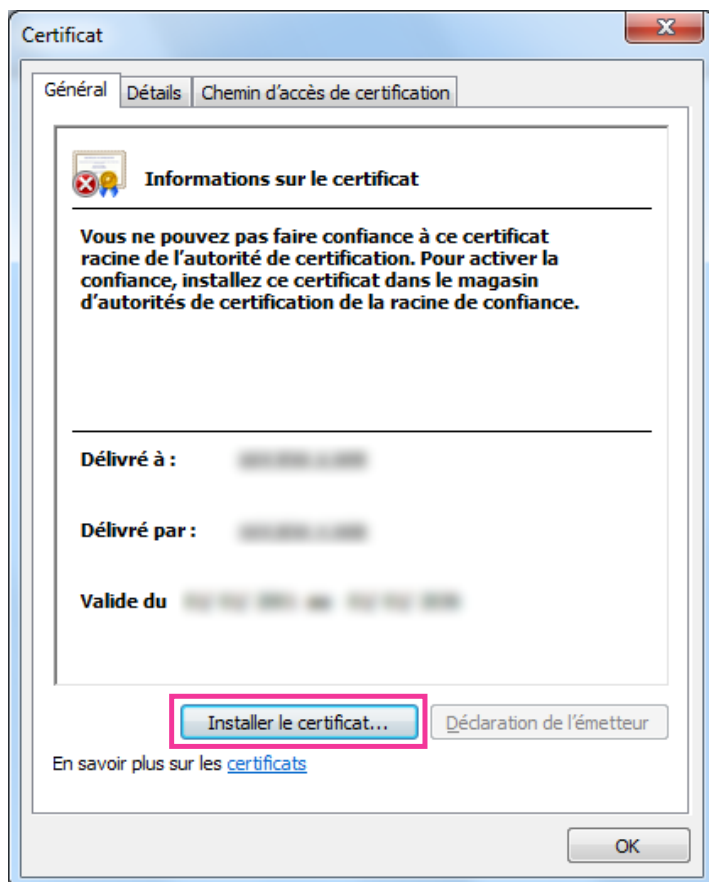 Certificat
Général Détails Chemin d'accès de certification
Informations sur le certificat
Vous ne pouvez pas faire confiance à ce certificat
racine de l'autorité de certification. Pour activer la
confiance, installez ce certificat dans le magasin
d'autorités de certification de la racine de confiance.
Délivré à :
Délivré par :
Valide du
Installer le certificat... Déclaration de l'émetteur
En savoir plus sur les certificats
OK